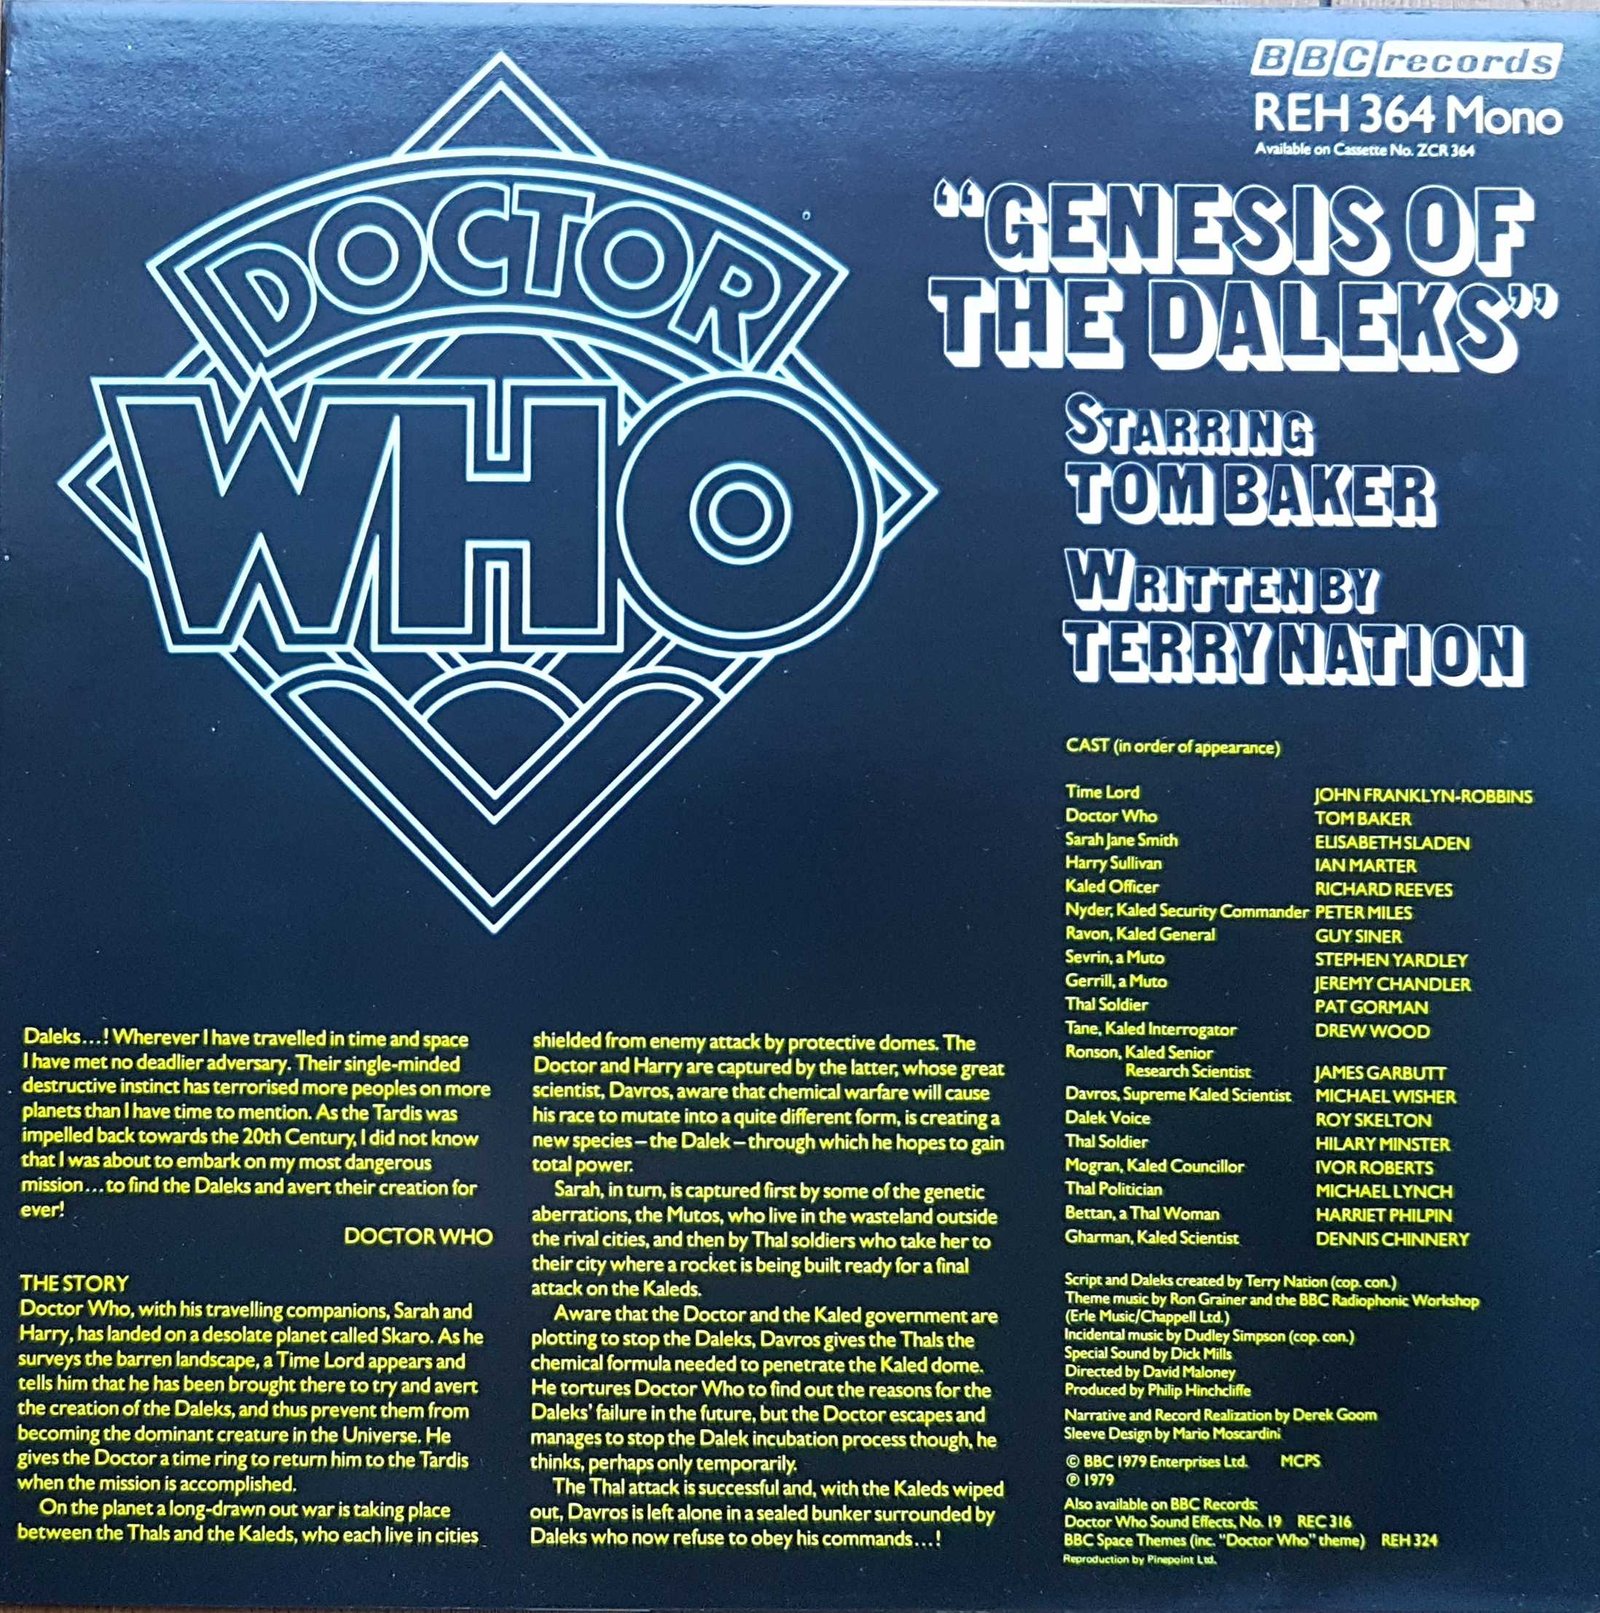 DOCTOR
WHO
BBC records
REH 364 Mono
Available on Cassette No. ZCR 364
“GENESIS OF
THE DALEKS”
STARRING
TOM BAKER
WRITTEN BY
TERRY NATION
CAST (in order of appearance)
Time Lord JOHN FRANKLYN-ROBBINS
Doctor Who TOM BAKER
Sarah Jane Smith ELISABETH SLADEN
Harry Sullivan IAN MARTER
Kaled Officer RICHARD REEVES
Nyder, Kaled Security Commander PETER MILES
Ravon, Kaled General GUY SINER
Sevrin, a Muto STEPHEN YARDLEY
Gerrill, a Muto JEREMY CHANDLER
Thal Soldier PAT GORMAN
Tane, Kaled Interrogator DREW WOOD
Ronson, Kaled Senior
Research Scientist JAMES GARBUTT
Davros, Supreme Kaled Scientist MICHAEL WISHER
Dalek Voice ROY SKELTON
Thal Soldier HILARY MINSTER
Mogran, Kaled Councillor IVOR ROBERTS
Thal Politician MICHAEL LYNCH
Bettan, a Thal Woman HARRIET PHILPIN
Gharman, Kaled Scientist DENNIS CHINNERY
Script and Daleks created by Terry Nation (cop. con.)
Theme music by Ron Grainer and the BBC Radiophonic Workshop
(Erle Music/Chappell Ltd.)
Incidental music by Dudley Simpson (cop. con.)
Special Sound by Dick Mills
Directed by David Maloney
Produced by Philip Hinchcliffe
Narrative and Record Realization by Derek Goom
Sleeve Design by Mario Moscardini
© BBC 1979 Enterprises Ltd. MCPS
℗ 1979
Also available on BBC Records:
Doctor Who Sound Effects, No. 19 REC 316
BBC Space Themes (inc. “Doctor Who” theme) REH 324
Reproduction by Pinepoint Ltd.
Daleks...! Wherever I have travelled in time and space
I have met no deadlier adversary. Their single-minded
destructive instinct has terrorised more peoples on more
planets than I have time to mention. As the Tardis was
impelled back towards the 20th Century, I did not know
that I was about to embark on my most dangerous
mission...to find the Daleks and avert their creation for
ever!
DOCTOR WHO
THE STORY
Doctor Who, with his travelling companions, Sarah and
Harry, has landed on a desolate planet called Skaro. As he
surveys the barren landscape, a Time Lord appears and
tells him that he has been brought there to try and avert
the creation of the Daleks, and thus prevent them from
becoming the dominant creature in the Universe. He
gives the Doctor a time ring to return him to the Tardis
when the mission is accomplished.
On the planet a long-drawn out war is taking place
between the Thals and the Kaleds, who each live in cities
shielded from enemy attack by protective domes. The
Doctor and Harry are captured by the latter, whose great
scientist, Davros, aware that chemical warfare will cause
his race to mutate into a quite different form, is creating a
new species – the Dalek – through which he hopes to gain
total power.
Sarah, in turn, is captured first by some of the genetic
aberrations, the Mutos, who live in the wasteland outside
the rival cities, and then by Thal soldiers who take her to
their city where a rocket is being built ready for a final
attack on the Kaleds.
Aware that the Doctor and the Kaled government are
plotting to stop the Daleks, Davros gives the Thals the
chemical formula needed to penetrate the Kaled dome.
He tortures Doctor Who to find out the reasons for the
Daleks’ failure in the future, but the Doctor escapes and
manages to stop the Dalek incubation process though, he
thinks, perhaps only temporarily.
The Thal attack is successful and, with the Kaleds wiped
out, Davros is left alone in a sealed bunker surrounded by
Daleks who now refuse to obey his commands...!